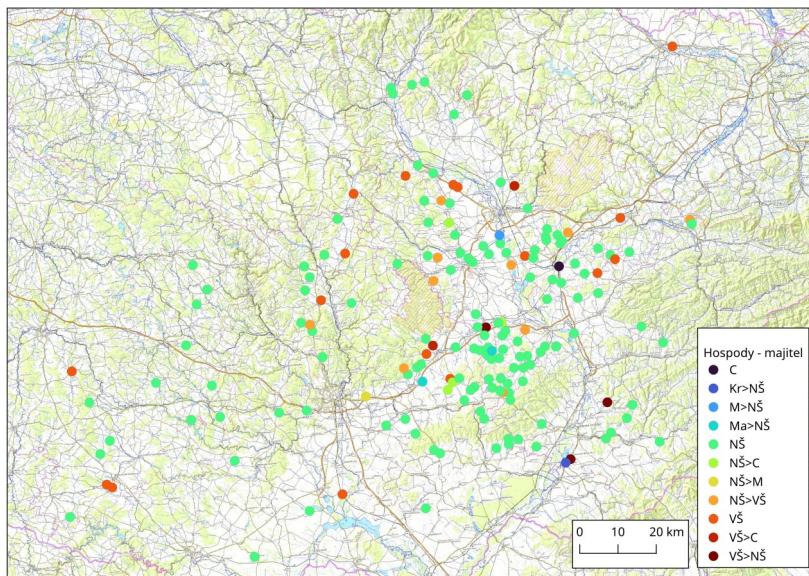 Hospody - majitel
C
Kr>NŠ
M>NŠ
Ma>NŠ
NŠ
NŠ>C
NŠ>M
NŠ>VŠ
VŠ
VŠ>C
VŠ>NŠ
0 10 20 km